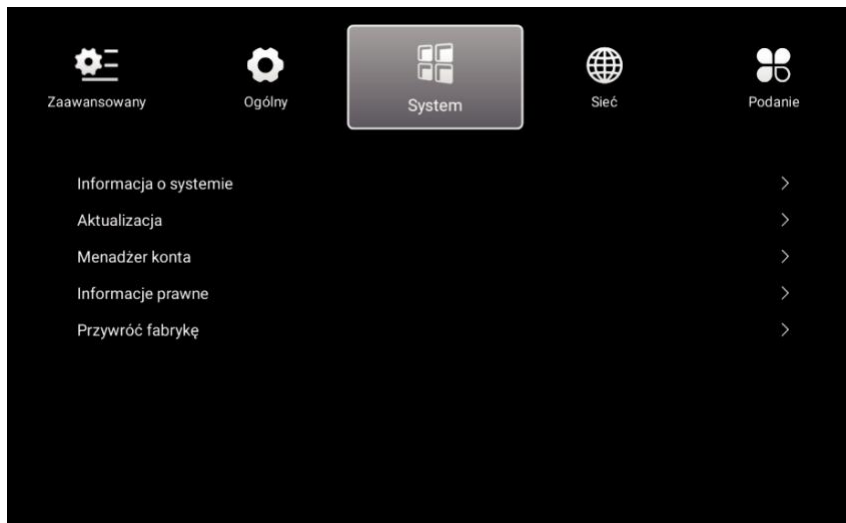 Zaawansowany
Ogólny
System
Sieć
Podanie
Informacja o systemie
Aktualizacja
Menadżer konta
Informacje prawne
Przywróć fabrykę